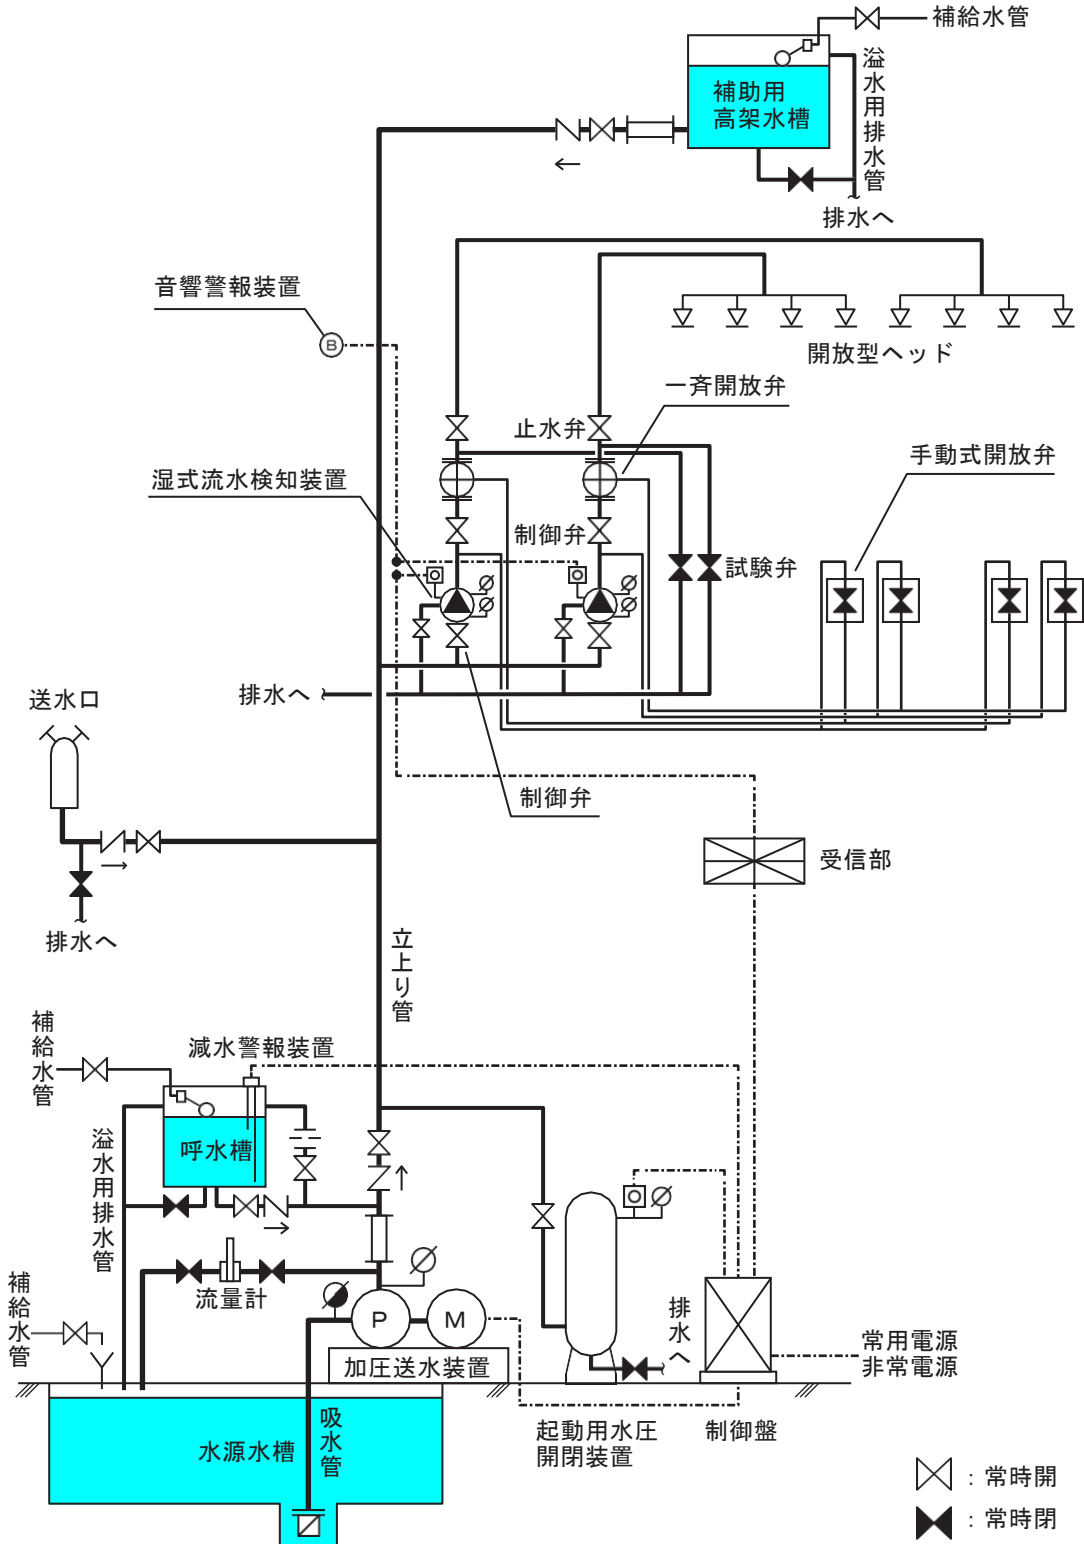 補給水管
補助用
高架水槽
溢水用排水管
排水へ
音響警報装置
B
開放型ヘッド
一斉開放弁
止水弁
手動式開放弁
湿式流水検知装置
制御弁
試験弁
排水へ
送水口
制御弁
受信部
排水へ
立上り管
補給水管
減水警報装置
呼水槽
溢水用排水管
流量計
補給水管
P
M
加圧送水装置
排水へ
常用電源
非常電源
吸水管
水源水槽
起動用水圧
開閉装置
制御盤
：常時開
：常時閉